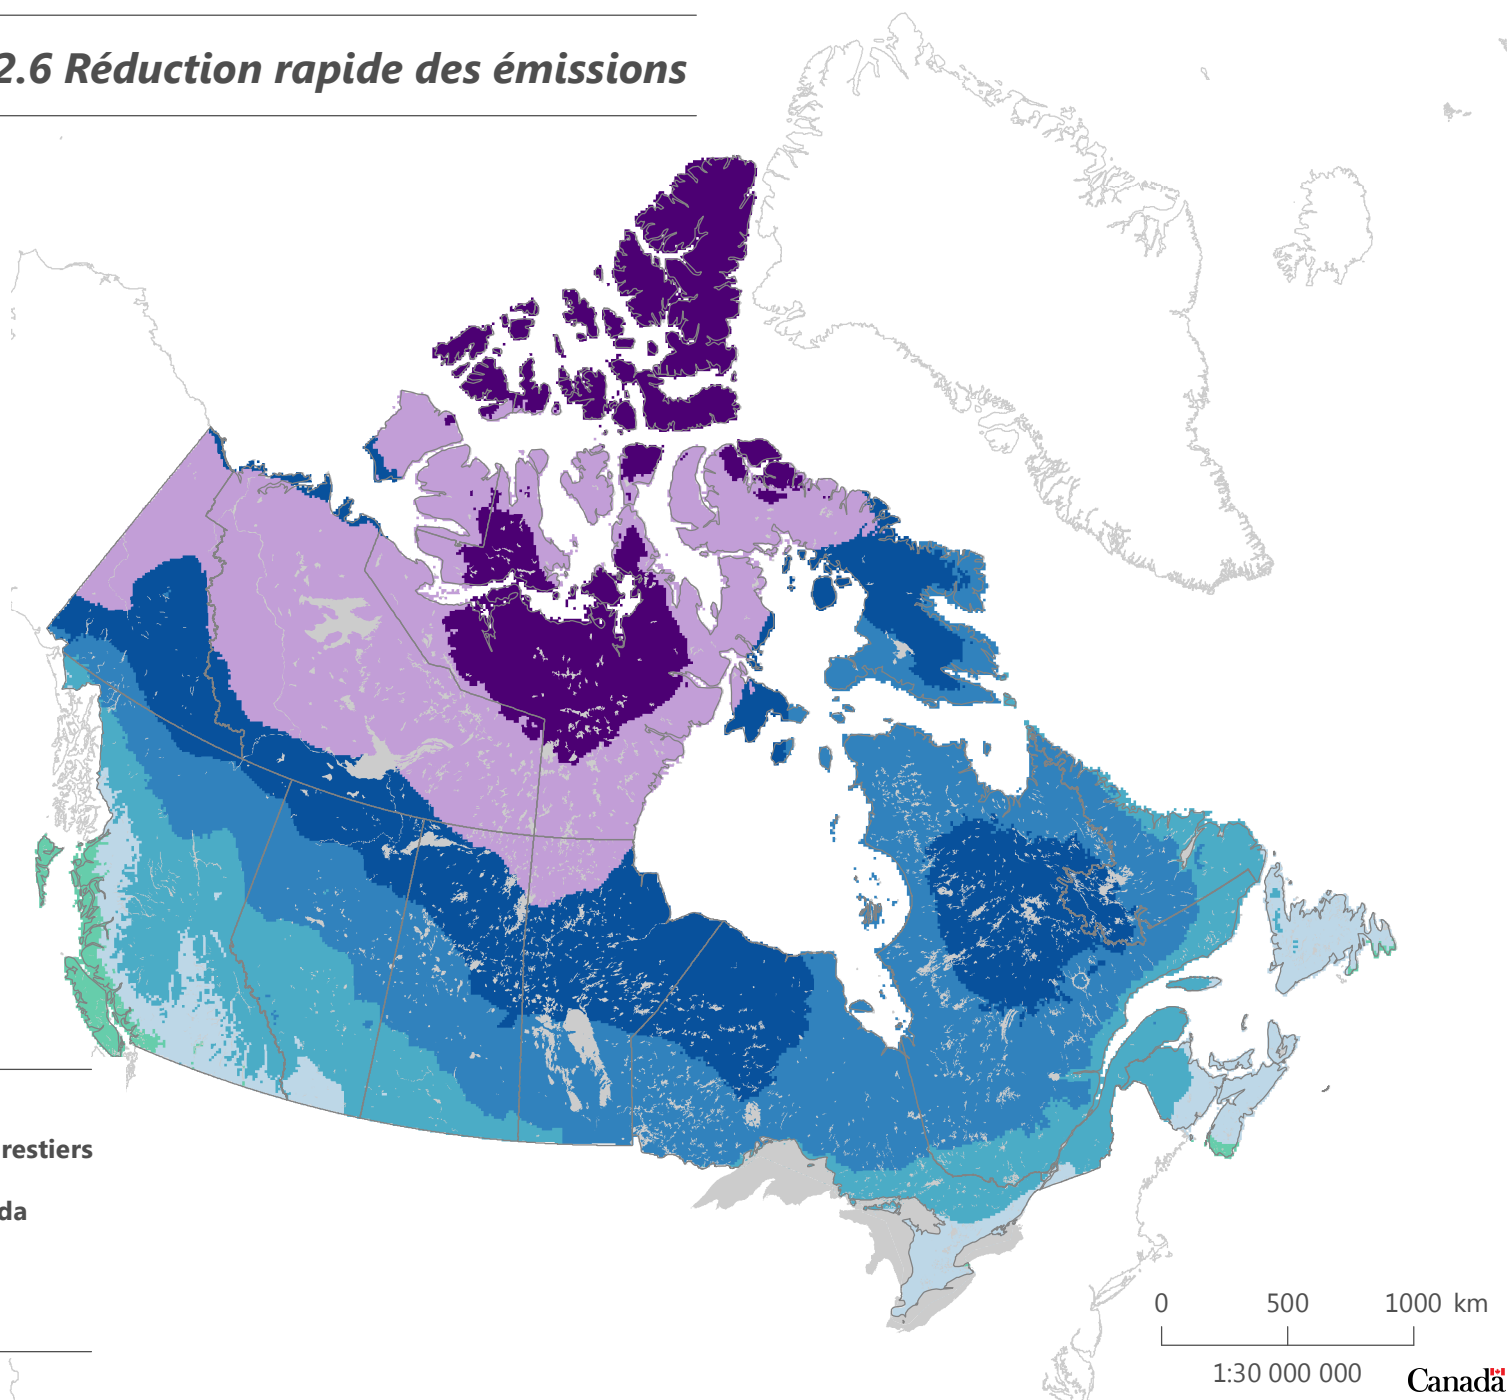 2.6 Réduction rapide des émissions
restiers
da
0 500 1000 km
1:30 000 000
Canada